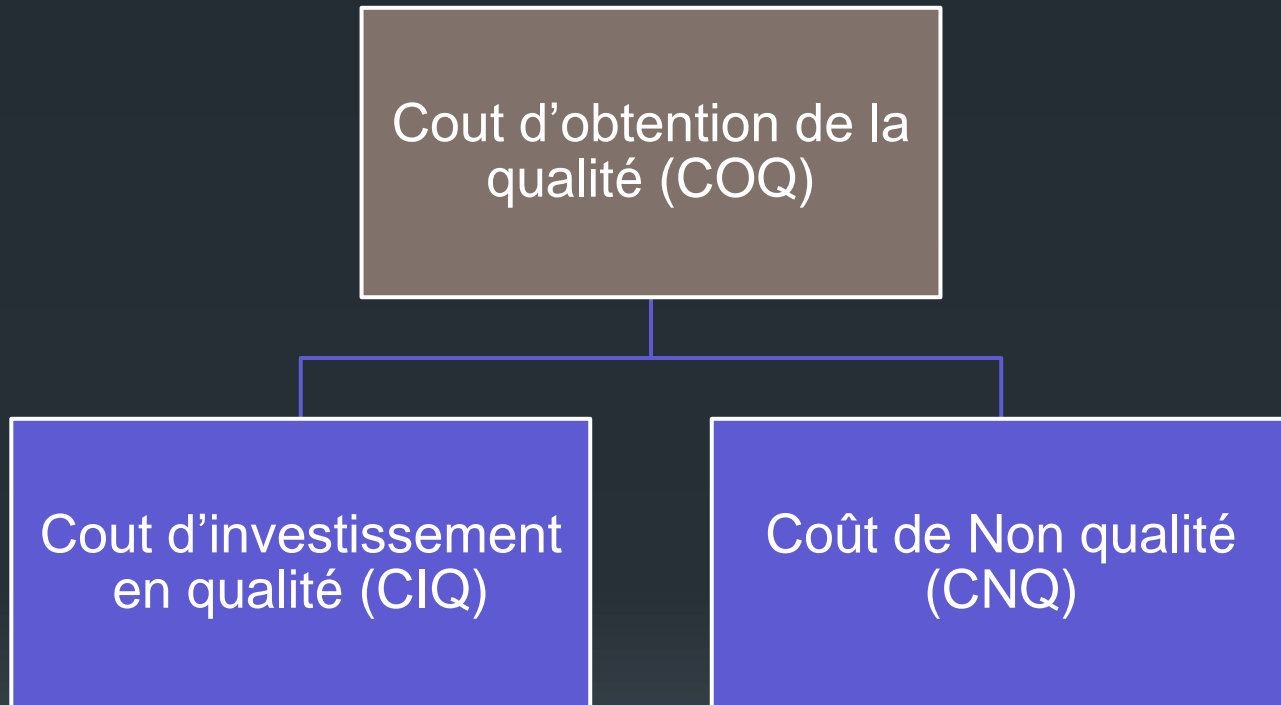 Cout d’obtention de la
qualité (COQ)
Cout d’investissement
en qualité (CIQ)
Coût de Non qualité
(CNQ)